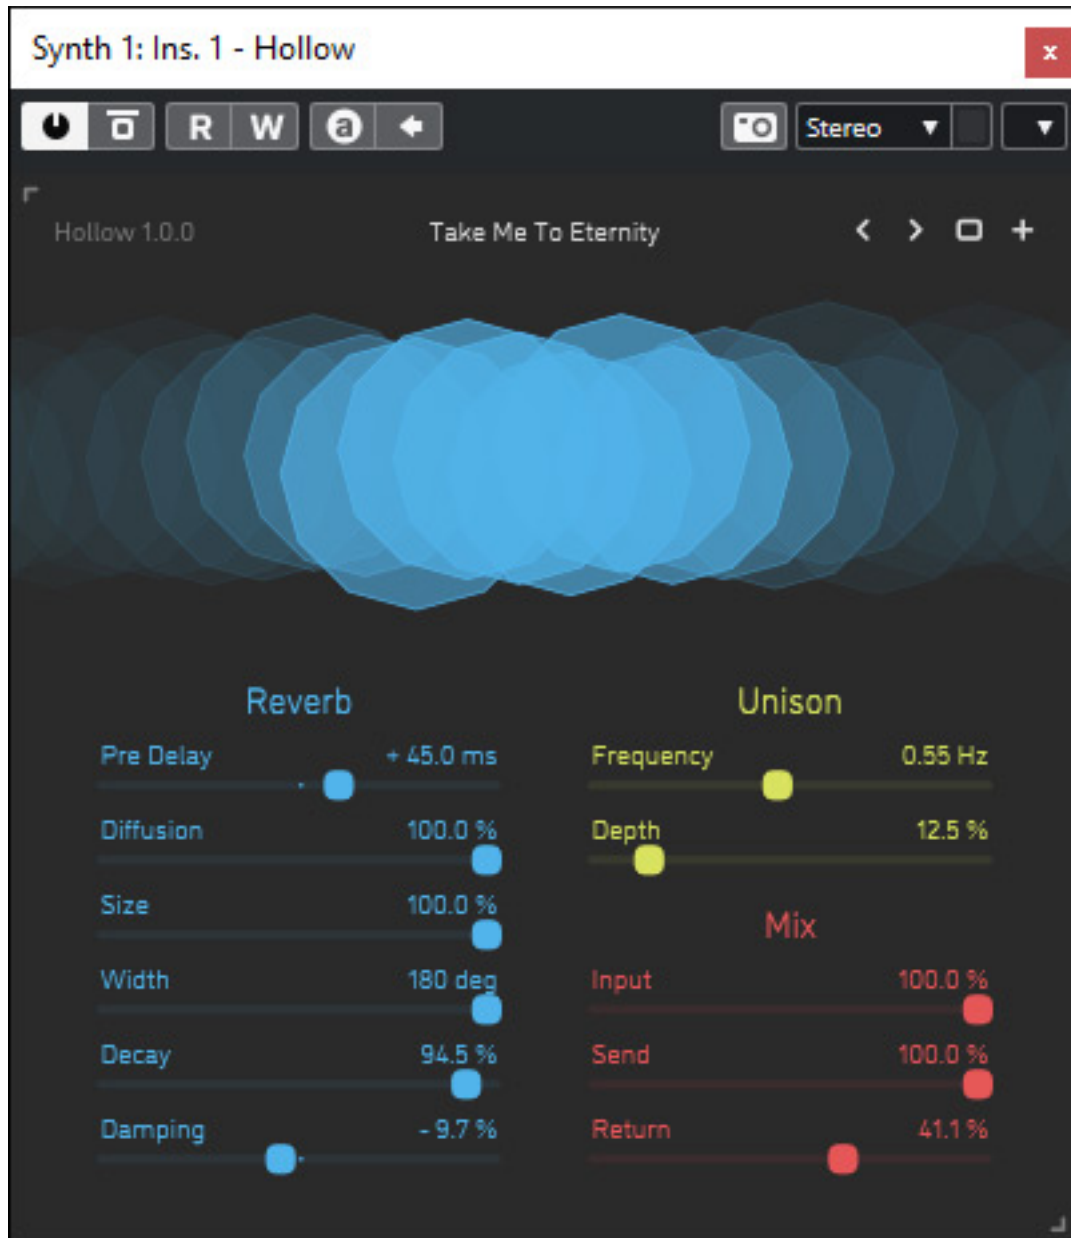 Synth 1: Ins. 1 - Hollow
x
R W a Stereo
Hollow 1.0.0 Take Me To Eternity
Reverb
Pre Delay + 45.0 ms
Diffusion 100.0 %
Size 100.0 %
Width 180 deg
Decay 94.5 %
Damping - 9.7 %
Unison
Frequency 0.55 Hz
Depth 12.5 %
Mix
Input 100.0 %
Send 100.0 %
Return 41.1 %